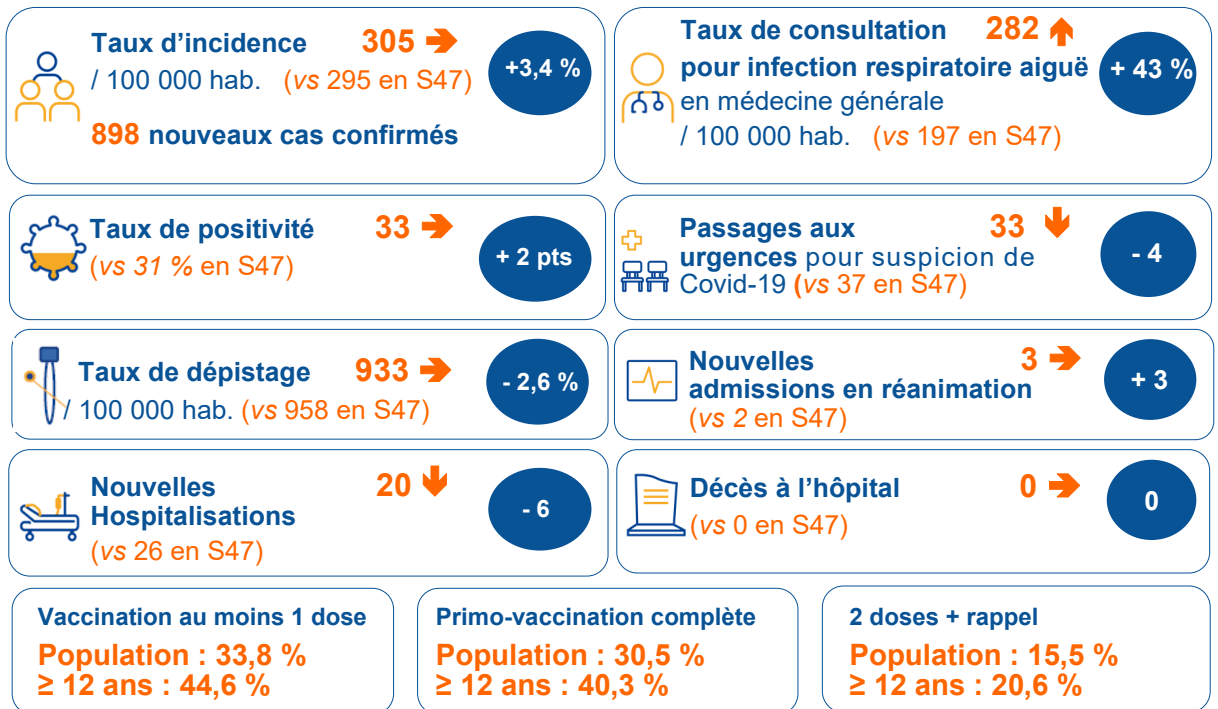 Taux d’incidence 305
/ 100 000 hab. (vs 295 en S47)
+3,4 %
898 nouveaux cas confirmés
Taux de consultation 282
pour infection respiratoire aiguë
en médecine générale
/ 100 000 hab. (vs 197 en S47)
+ 43 %
Taux de positivité 33
(vs 31 % en S47)
+ 2 pts
Passages aux 33
urgences pour suspicion de
Covid-19 (vs 37 en S47)
- 4
Taux de dépistage 933
/ 100 000 hab. (vs 958 en S47)
- 2,6 %
Nouvelles 3
admissions en réanimation
(vs 2 en S47)
+ 3
Nouvelles 20
Hospitalisations
(vs 26 en S47)
- 6
Décès à l’hôpital 0
(vs 0 en S47)
0
Vaccination au moins 1 dose
Population : 33,8 %
≥ 12 ans : 44,6 %
Primo-vaccination complète
Population : 30,5 %
≥ 12 ans : 40,3 %
2 doses + rappel
Population : 15,5 %
≥ 12 ans : 20,6 %